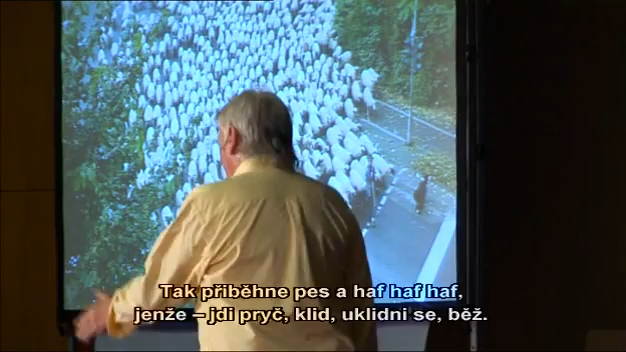 Tak přiběhne pes a haf haf haf,
jenže – jdi pryč, klid, uklidni se, běž.